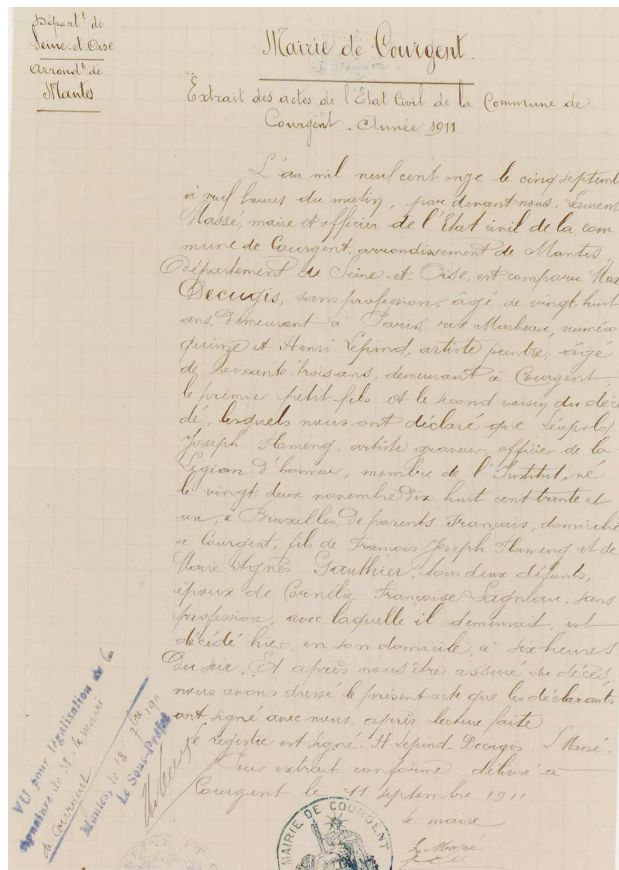 Départt de
Seine-et-Oise
Arrondt de
Mantes
Mairie de Courgent.
Extrait des actes de l'Etat Civil de la Commune de
Courgent. Année 1911
L'an mil neuf cent onze le cinq septemb
à neuf heures du matin, par devant nous, Laurent
Massé, maire et officier de l'Etat civil de la com
mune de Courgent, arrondissement de Mantes,
Département de Seine-et-Oise, est comparu Max
Decugis, sans profession, âgé de vingt-huit
ans, demeurant à Paris, rue Marbeau, numéro
quinze et Henri Lepind, artiste peintre, âgé
de soixante-trois ans, demeurant à Courgent,
le premier petit-fils et le second voisin du décé
dé, lesquels nous ont déclaré que Léopold
Joseph Flameng, artiste graveur, officier de la
Légion d'honneur, membre de l'Institut, né
le vingt-deux novembre dix huit cent trente et
un, à Bruxelles, de parents Français, domicilié
à Courgent, fils de François Joseph Flameng et de
Marie Agnès Gauthier, tous deux défunts,
époux de Cornélie Françoise Sagneau, sans
profession, avec laquelle il demeurait, est
décédé hier, en son domicile, à six heures
du soir. Et après nous être assuré du décès,
nous avons dressé le présent acte que les déclarants
ont signé avec nous, après lecture faite
le registre est signé: H Lepind-Decugis. L Massé.
Pour extrait conforme délivré à
Courgent le 11 septembre 1911
le maire
L Massé
VU pour légalisation de la
signature de M. le maire
de Courgent
Mantes, le 13 7bre 1911
Le Sous-Préfet
MAIRIE DE COURGENT